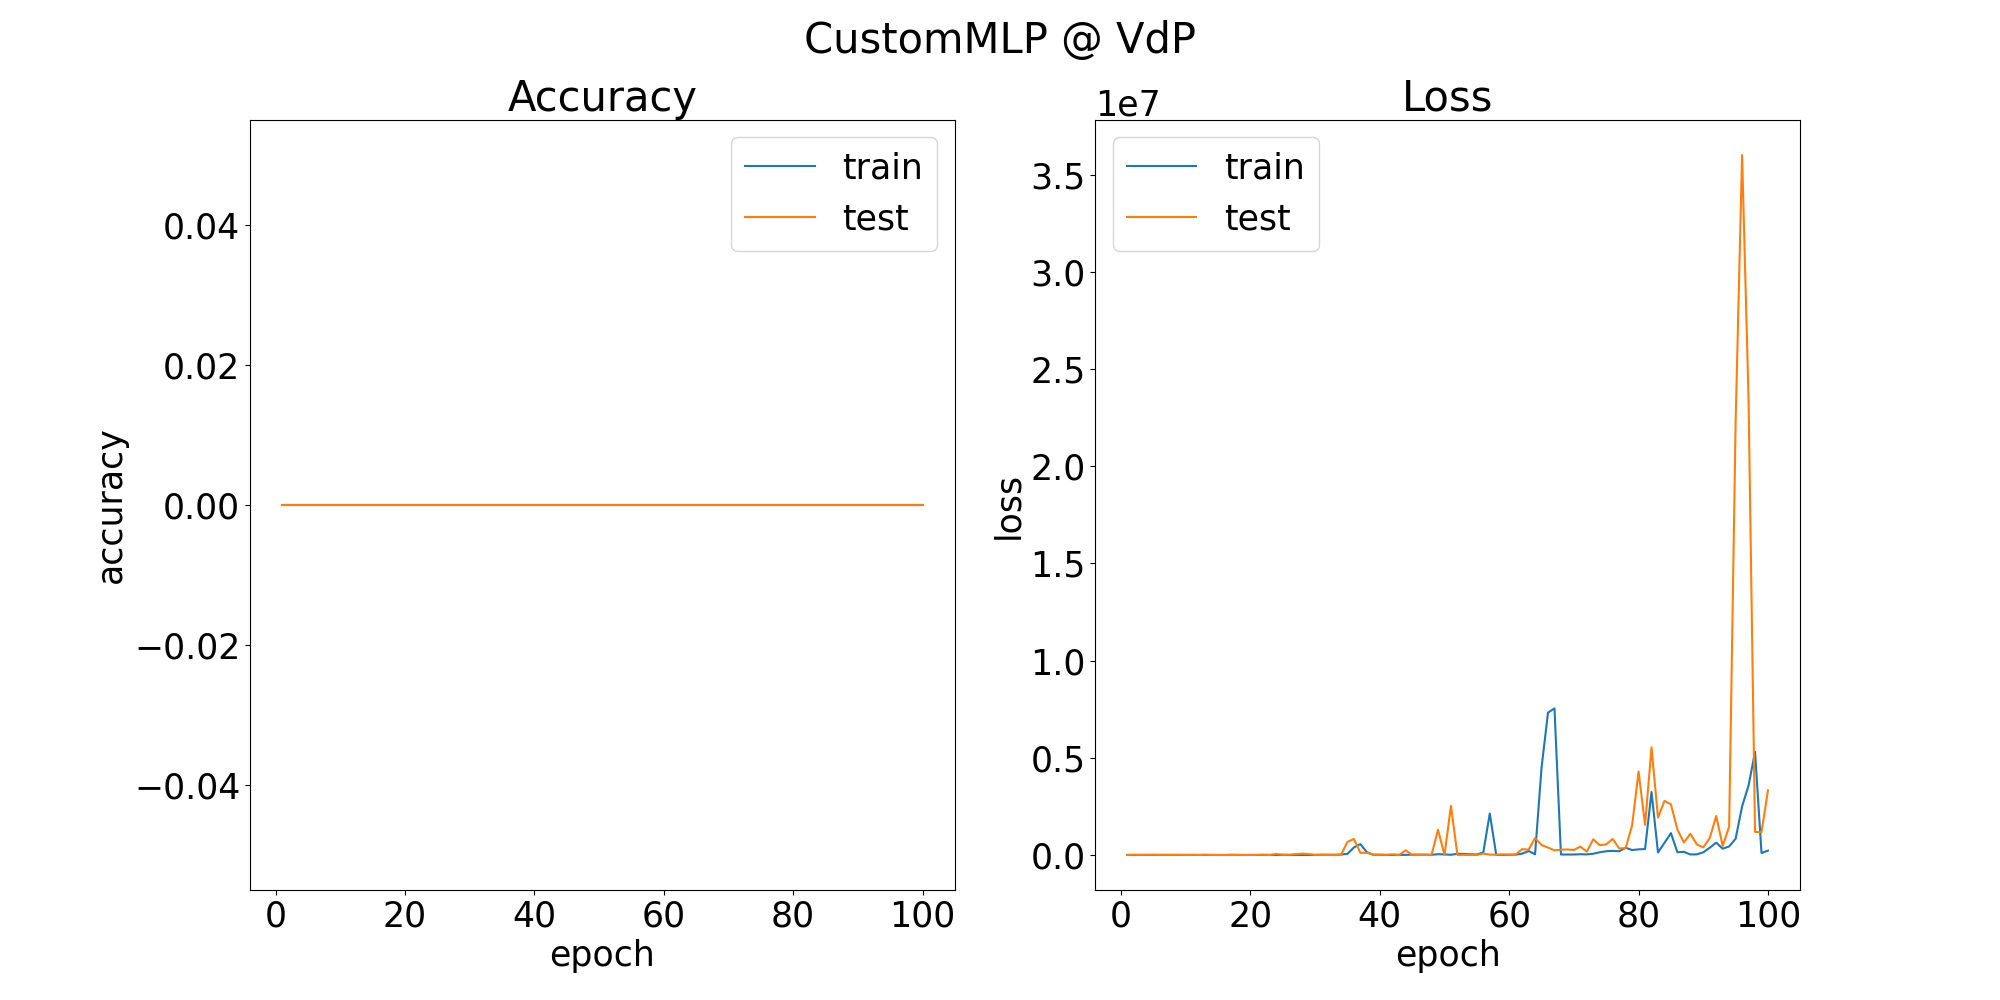 CustomMLP @ VdP
Accuracy
train
test
0.04
0.02
0.00
−0.02
−0.04
accuracy
0 20 40 60 80 100
epoch
Loss
1e7
train
test
3.5
3.0
2.5
2.0
1.5
1.0
0.5
0.0
loss
0 20 40 60 80 100
epoch